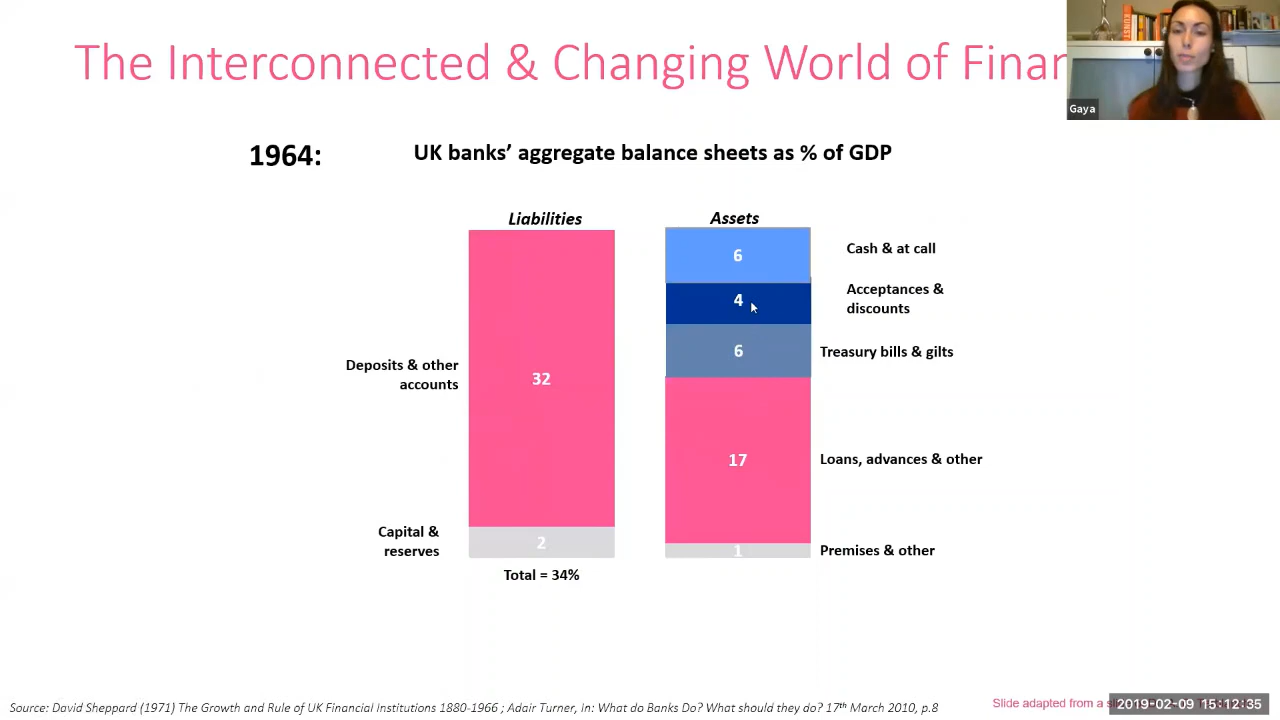 The Interconnected & Changing World of Finan
Gaya
1964:
UK banks’ aggregate balance sheets as % of GDP
Liabilities
Assets
6
Cash & at call
4
Acceptances &
discounts
6
Treasury bills & gilts
Deposits & other
accounts
32
17
Loans, advances & other
Capital &
reserves
2
1
Premises & other
Total = 34%
Source: David Sheppard (1971) The Growth and Rule of UK Financial Institutions 1880-1966 ; Adair Turner, In: What do Banks Do? What should they do? 17th March 2010, p.8
Slide adapted from a
2019-02-09 15:12:35